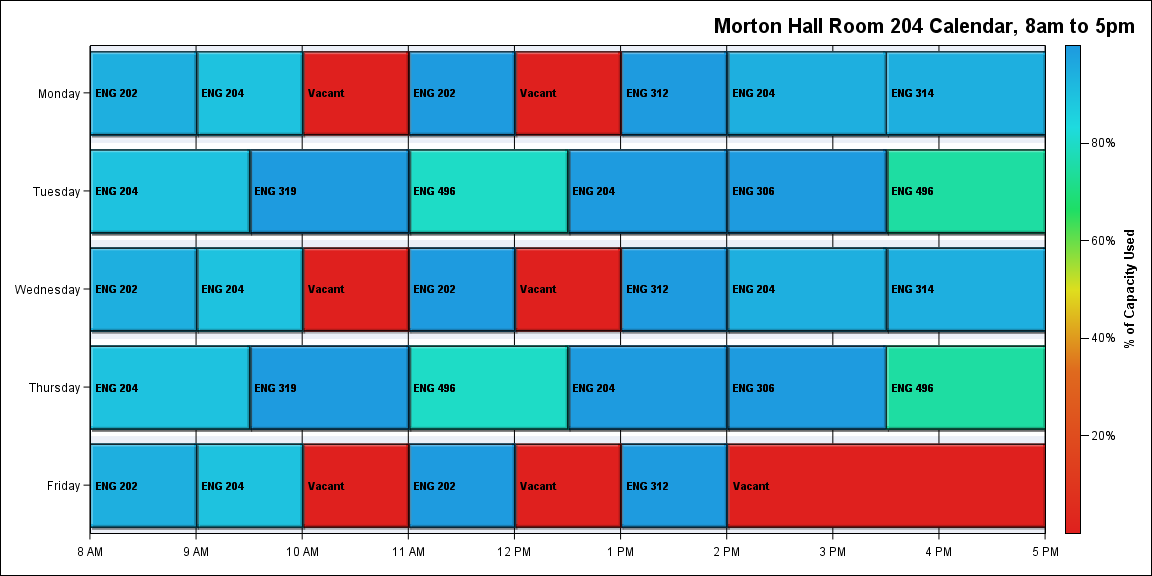 Morton Hall Room 204 Calendar, 8am to 5pm
Monday
ENG 202
ENG 204
Vacant
ENG 202
Vacant
ENG 312
ENG 204
ENG 314
Tuesday
ENG 204
ENG 319
ENG 496
ENG 204
ENG 306
ENG 496
Wednesday
ENG 202
ENG 204
Vacant
ENG 202
Vacant
ENG 312
ENG 204
ENG 314
Thursday
ENG 204
ENG 319
ENG 496
ENG 204
ENG 306
ENG 496
Friday
ENG 202
ENG 204
Vacant
ENG 202
Vacant
ENG 312
Vacant
8 AM
9 AM
10 AM
11 AM
12 PM
1 PM
2 PM
3 PM
4 PM
5 PM
80%
60%
40%
20%
% of Capacity Used